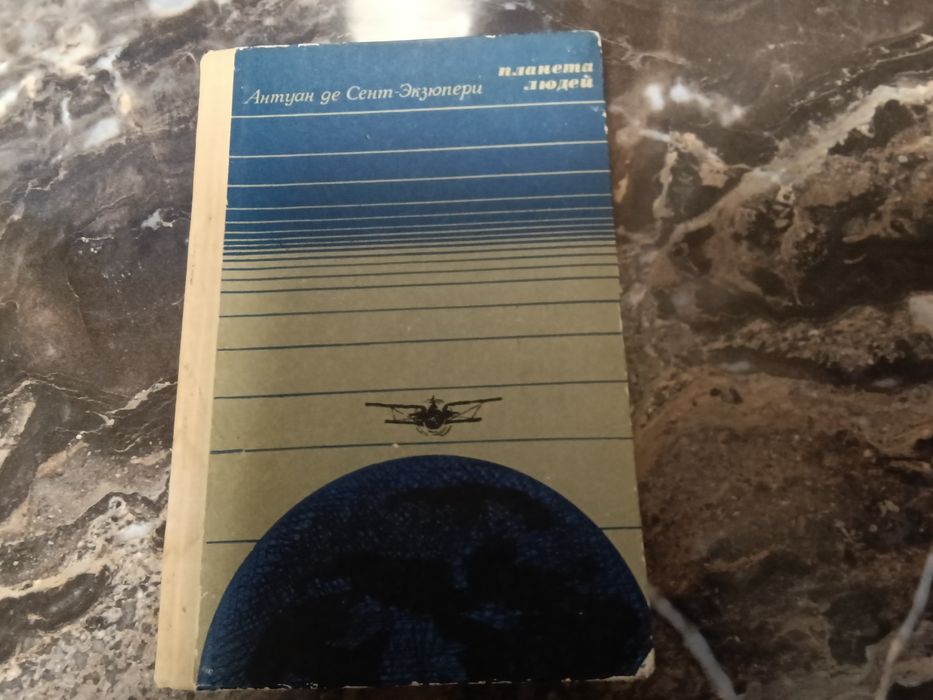 Антуан де Сент-Экзюпери
планета
людей